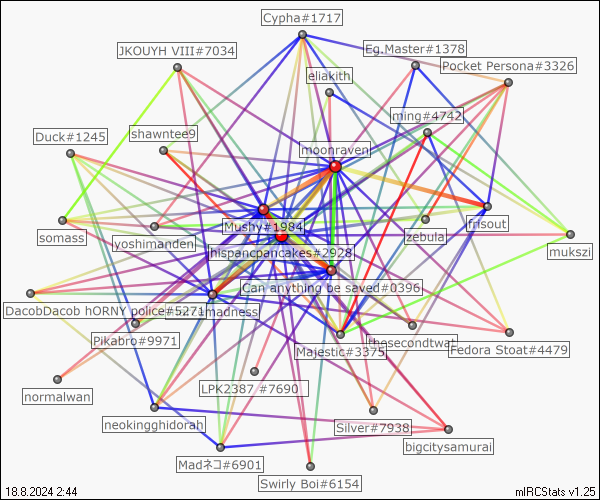 Cypha#1717
JKOUYH VIII#7034
Eg.Master#1378
Pocket Persona#3326
eliakith
ming#4742
Duck#1245
shawntee9
moonraven
somass
yoshimanden
Mushy#1984
zebula
frisout
mukszi
hispancpancakes#2928
Can anything be saved#0396
DacobDacob hORNY police#5271
madness
Pikabro#9971
Majestic#3375
thesecondtwat
Fedora Stoat#4479
normalwan
LPK2387 #7690
neokingghidorah
Silver#7938
bigcitysamurai
Madネコ#6901
Swirly Boi#6154
18.8.2024 2:44
mIRCStats v1.25